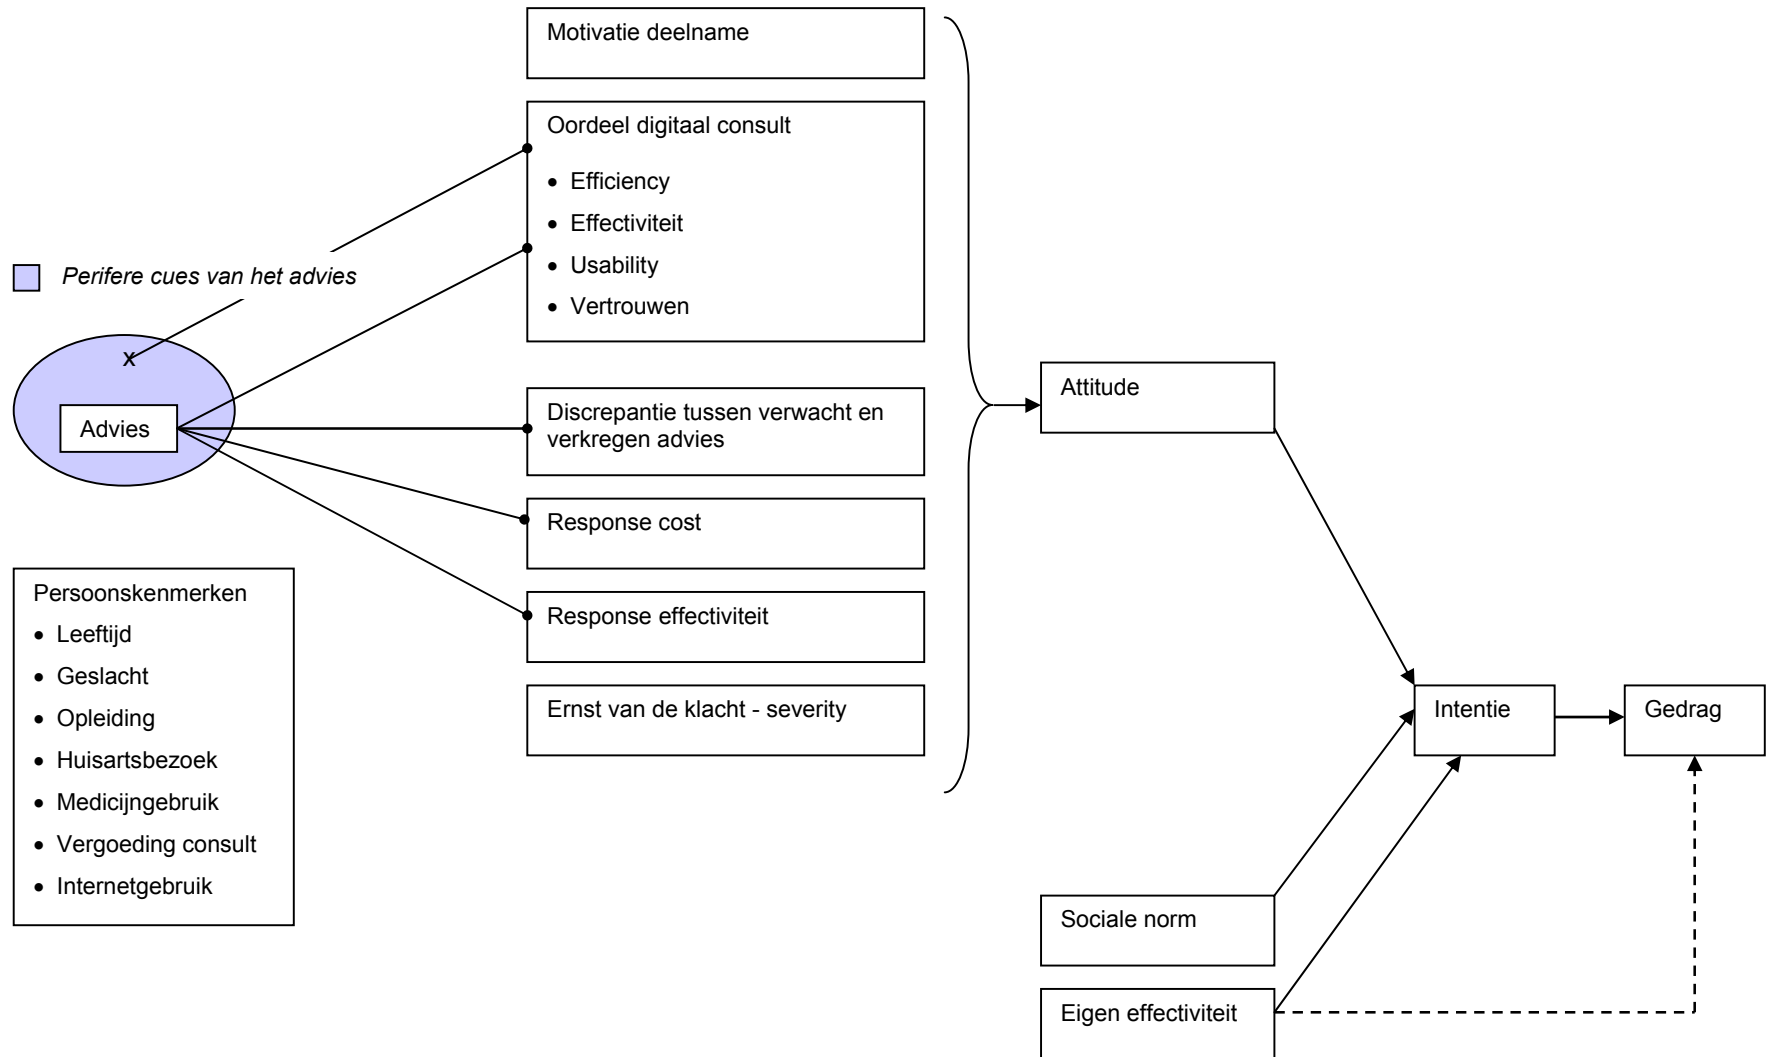 Motivatie deelname
Oordeel digitaal consult
• Efficiency
• Effectiviteit
• Usability
• Vertrouwen
Perifere cues van het advies
x
Advies
Discrepantie tussen verwacht en
verkregen advies
Response cost
Response effectiviteit
Ernst van de klacht - severity
Persoonskenmerken
• Leeftijd
• Geslacht
• Opleiding
• Huisartsbezoek
• Medicijngebruik
• Vergoeding consult
• Internetgebruik
Attitude
Intentie
Gedrag
Sociale norm
Eigen effectiviteit